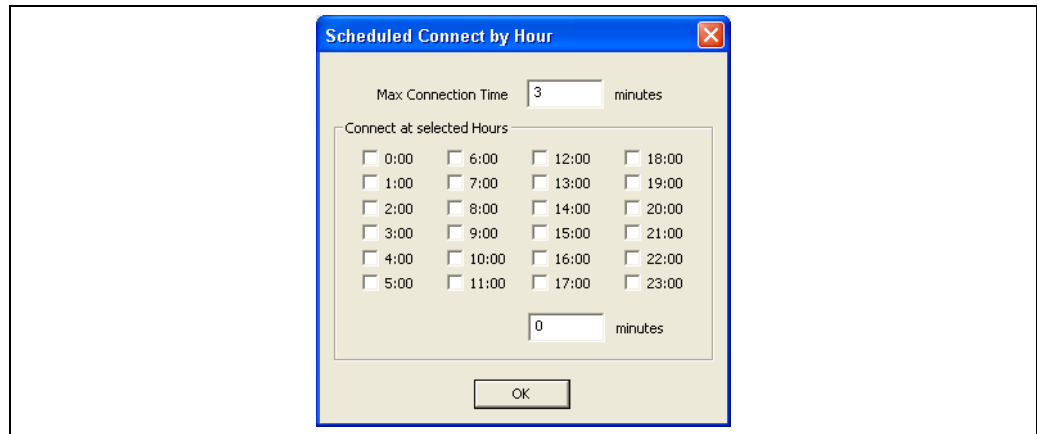 Scheduled Connect by Hour
Max Connection Time 3 minutes
Connect at selected Hours
0:00 6:00 12:00 18:00
1:00 7:00 13:00 19:00
2:00 8:00 14:00 20:00
3:00 9:00 15:00 21:00
4:00 10:00 16:00 22:00
5:00 11:00 17:00 23:00
0 minutes
OK